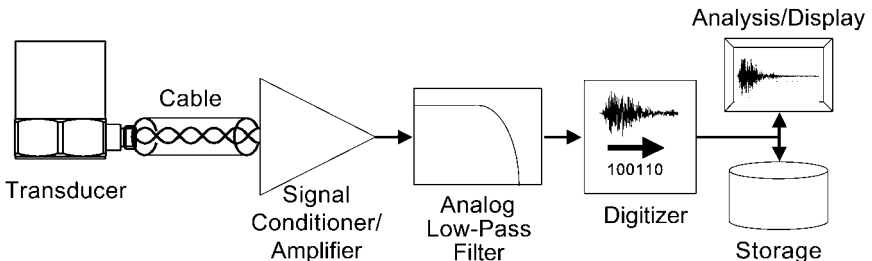 Analysis/Display
Cable
Transducer
Signal
Conditioner/
Amplifier
Analog
Low-Pass
Filter
100110
Digitizer
Storage